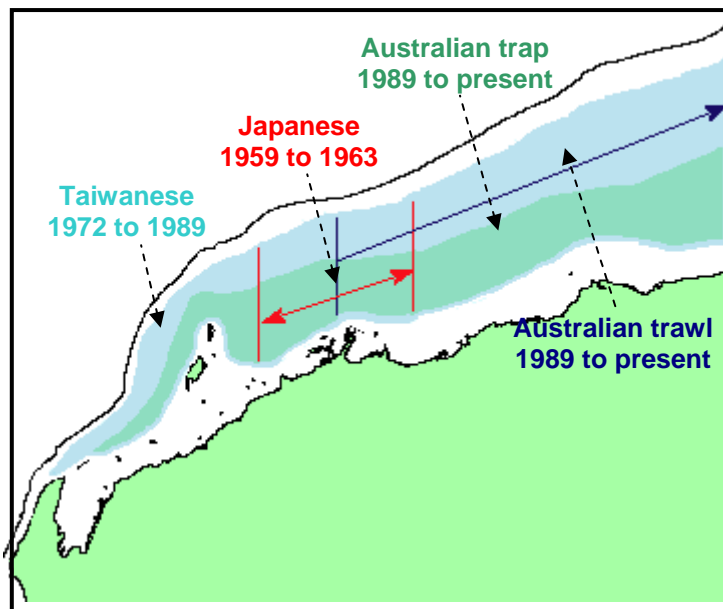 Australian trap
1989 to present
Japanese
1959 to 1963
Taiwanese
1972 to 1989
Australian trawl
1989 to present